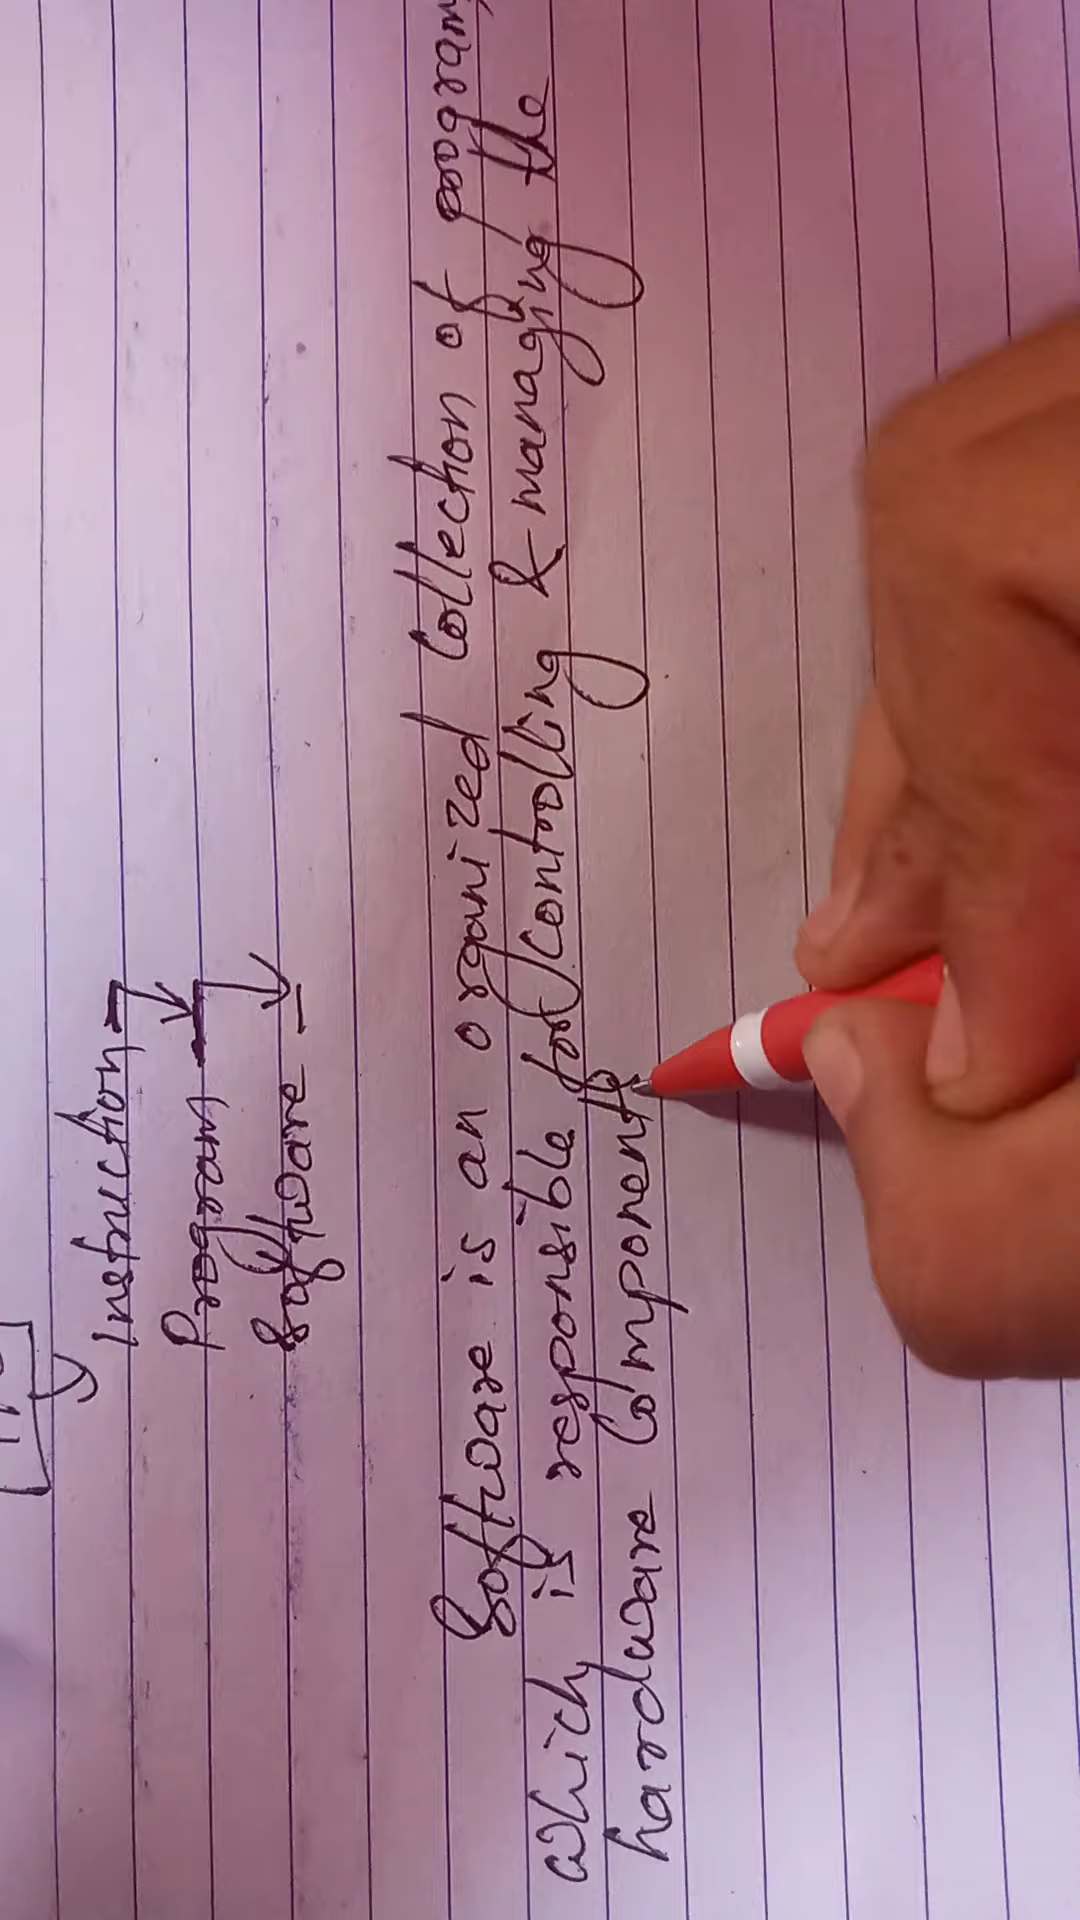 Instruction
Program
Software
Software is an organized Collection of program
which is responsible for Controlling & managing the
hardware Components